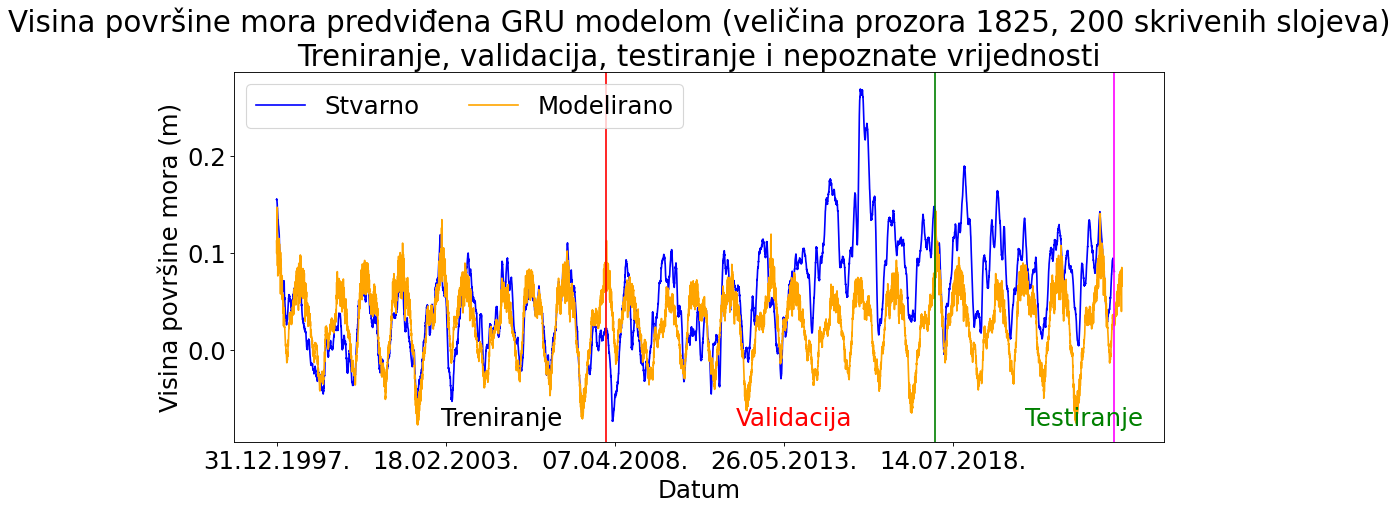 Visina površine mora predviđena GRU modelom (veličina prozora 1825, 200 skrivenih slojeva)
Treniranje, validacija, testiranje i nepoznate vrijednosti
Stvarno
Modelirano
Visina površine mora (m)
0.2
0.1
0.0
Treniranje
Validacija
Testiranje
31.12.1997.
18.02.2003.
07.04.2008.
26.05.2013.
14.07.2018.
Datum